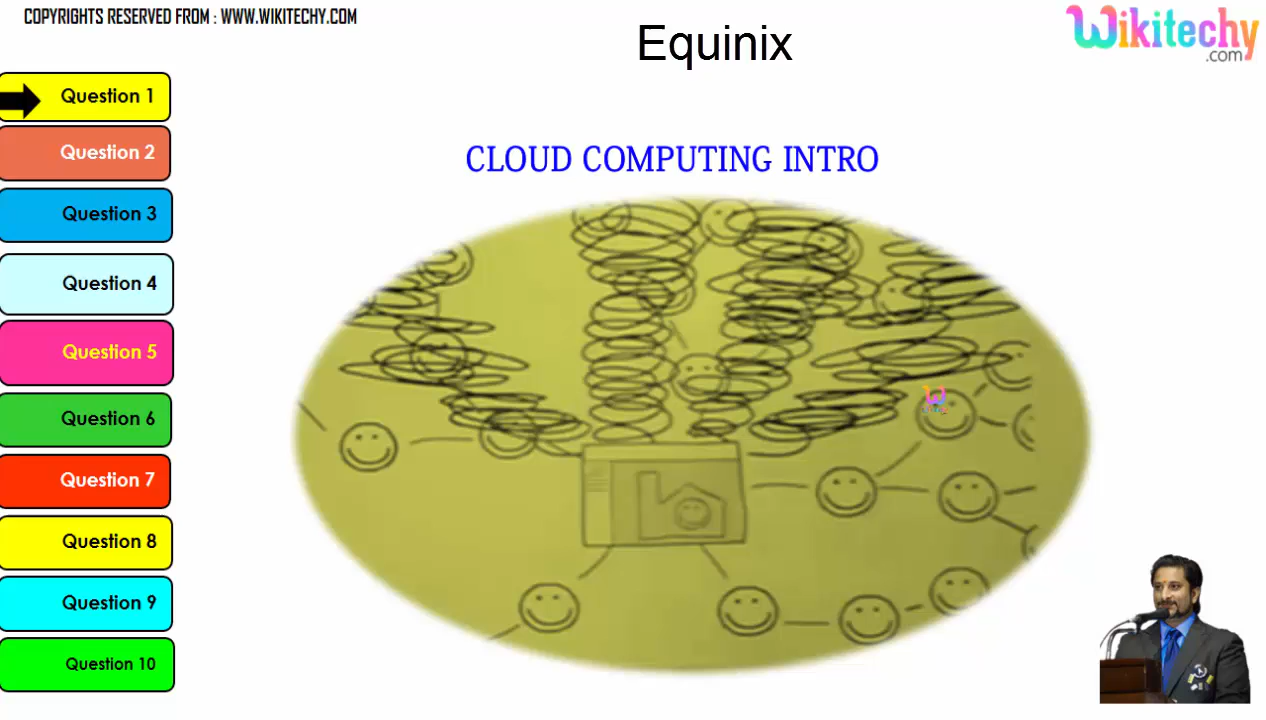 COPYRIGHTS RESERVED FROM : WWW.WIKITECHY.COM
Equinix
Wikitechy
.com
Question 1
Question 2
Question 3
Question 4
Question 5
Question 6
Question 7
Question 8
Question 9
Question 10
CLOUD COMPUTING INTRO